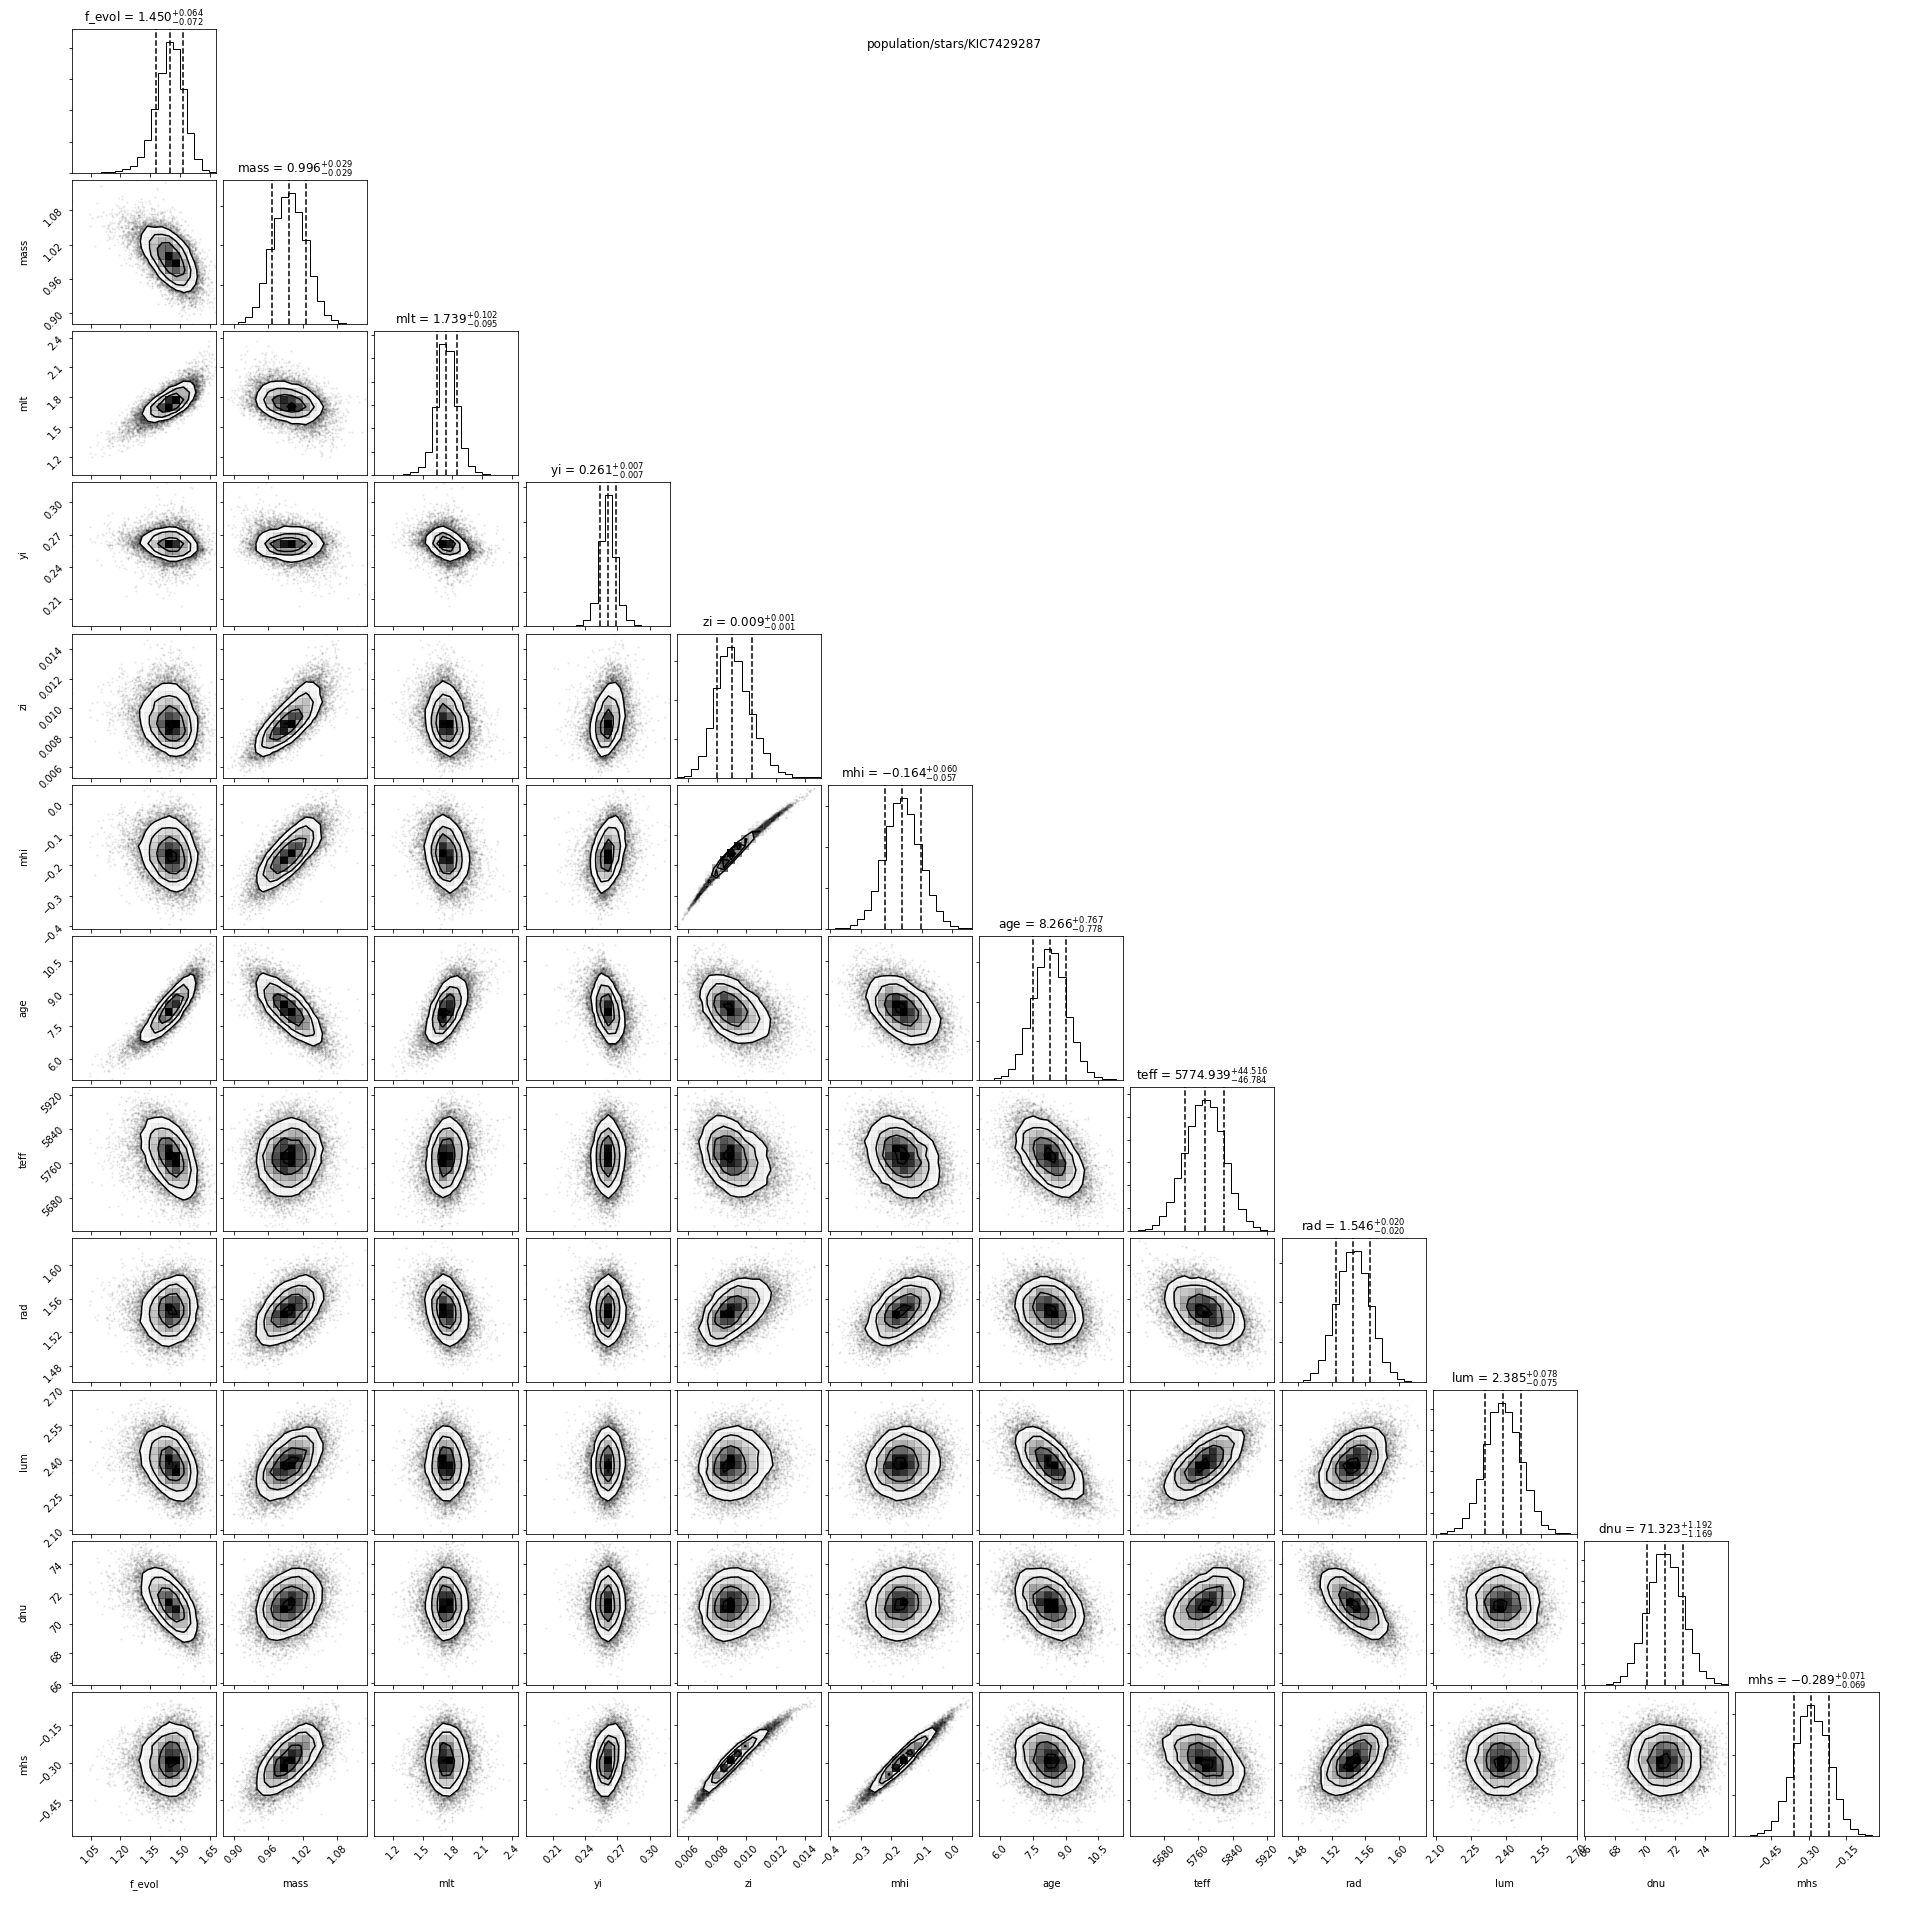 f_evol = 1.450+0.064−0.072
population/stars/KIC7429287
mass = 0.996+0.029−0.029
mass
1.08
1.02
0.96
0.90
mlt = 1.739+0.102−0.095
mlt
2.4
2.1
1.8
1.5
1.2
yi = 0.261+0.007−0.007
yi
0.30
0.27
0.24
0.21
zi = 0.009+0.001−0.001
zi
0.014
0.012
0.010
0.008
0.006
mhi = −0.164+0.060−0.057
mhi
0.0
−0.1
−0.2
−0.3
−0.4
age = 8.266+0.767−0.778
age
10.5
9.0
7.5
6.0
teff = 5774.939+44.516−46.784
teff
5920
5840
5760
5680
rad = 1.546+0.020−0.020
rad
1.60
1.56
1.52
1.48
lum = 2.385+0.078−0.075
lum
2.70
2.55
2.40
2.25
2.10
dnu = 71.323+1.192−1.169
dnu
74
72
70
68
66
mhs = −0.289+0.071−0.069
mhs
−0.15
−0.30
−0.45
1.05 1.20 1.35 1.50 1.65 0.90 0.96 1.02 1.08 1.2 1.5 1.8 2.1 2.4 0.21 0.24 0.27 0.30 0.006 0.008 0.010 0.012 0.014 −0.4 −0.3 −0.2 −0.1 0.0 6.0 7.5 9.0 10.5 5680 5760 5840 5920 1.48 1.52 1.56 1.60 2.10 2.25 2.40 2.55 2.70 66 68 70 72 74 −0.45 −0.30 −0.15
f_evol mass mlt yi zi mhi age teff rad lum dnu mhs